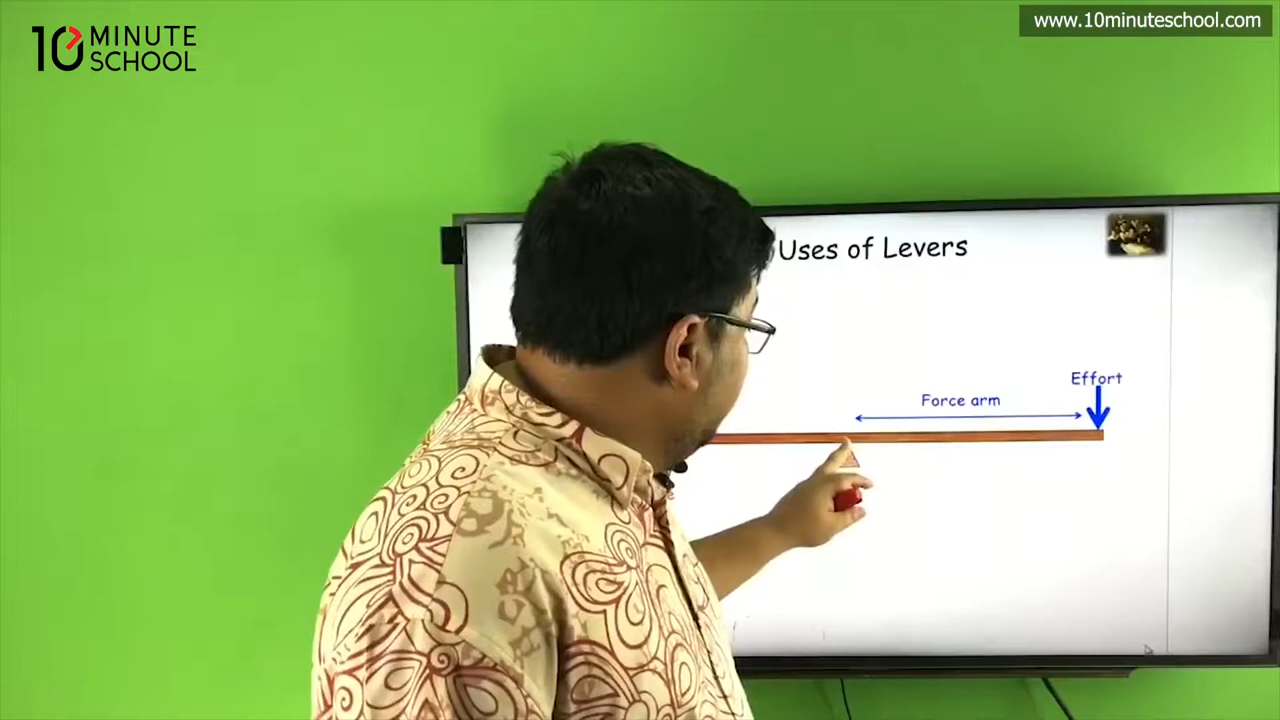 10 MINUTE
SCHOOL
www.10minuteschool.com
Uses of Levers
Effort
Force arm